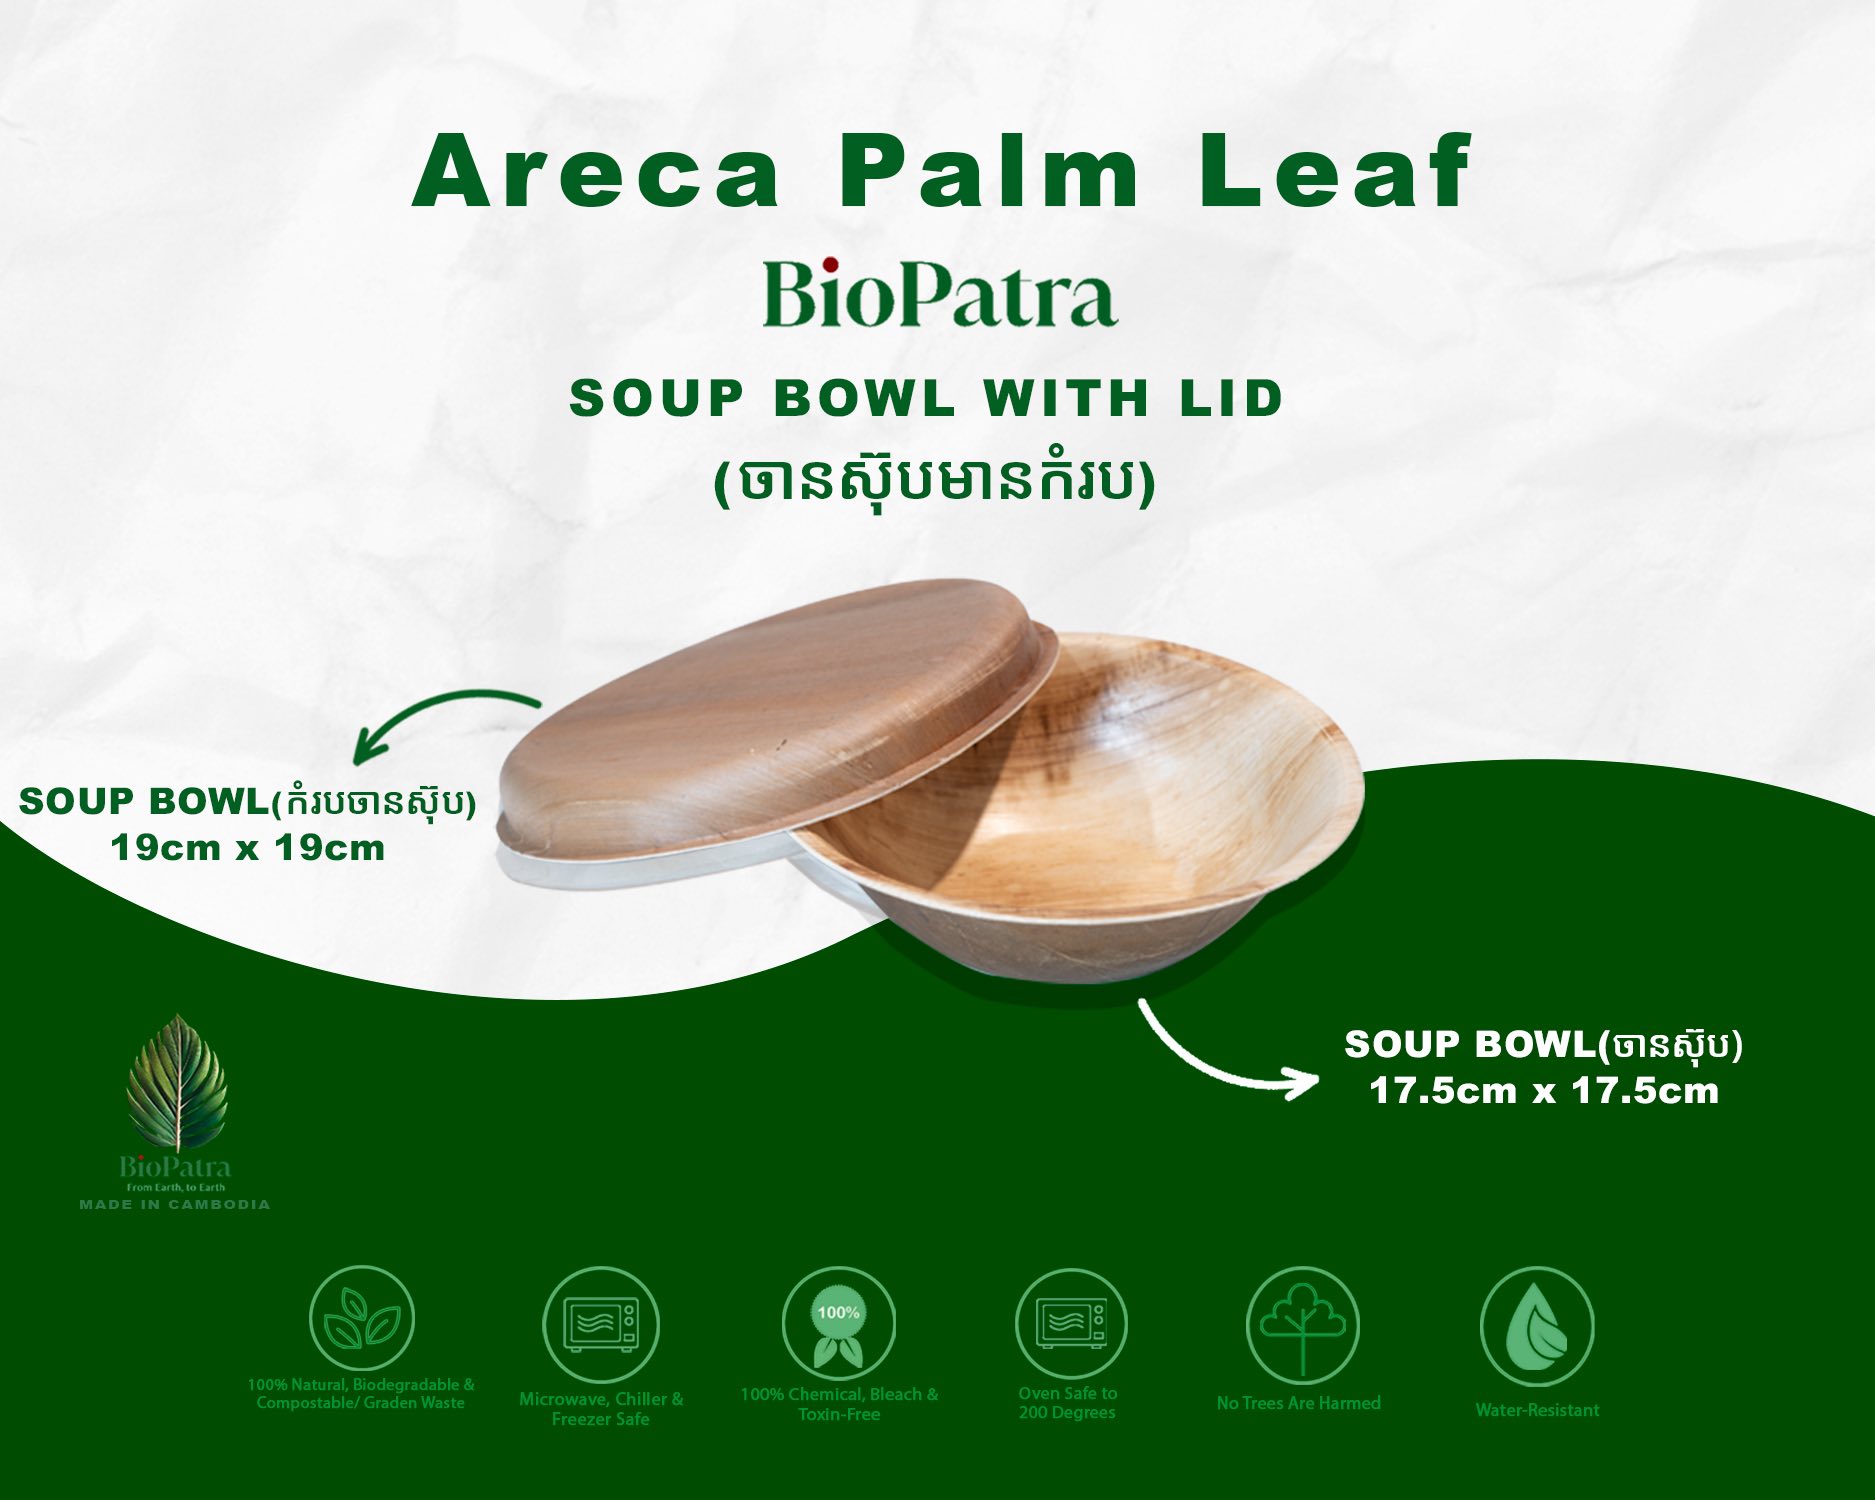 Areca Palm Leaf
BioPatra
SOUP BOWL WITH LID
(ចានស៊ុបមានកំរប)
SOUP BOWL(កំរបចានស៊ុប)
19cm x 19cm
SOUP BOWL(ចានស៊ុប)
17.5cm x 17.5cm
BioPatra
From Earth, to Earth
MADE IN CAMBODIA
100%
100% Natural, Biodegradable &
Compostable/ Graden Waste
Microwave, Chiller &
Freezer Safe
100% Chemical, Bleach &
Toxin-Free
Oven Safe to
200 Degrees
No Trees Are Harmed
Water-Resistant